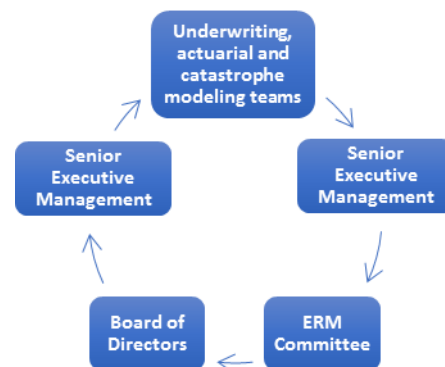 Underwriting,
actuarial and
catastrophe
modeling teams
Senior
Executive
Management
Senior
Executive
Management
Board of
Directors
ERM
Committee